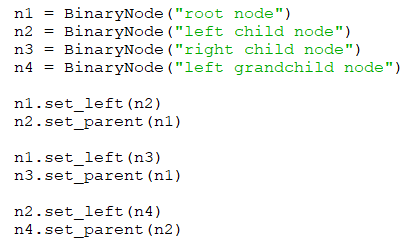 n1 = BinaryNode("root node")
n2 = BinaryNode("left child node")
n3 = BinaryNode("right child node")
n4 = BinaryNode("left grandchild node")

n1.set_left(n2)
n2.set_parent(n1)

n1.set_left(n3)
n3.set_parent(n1)

n2.set_left(n4)
n4.set_parent(n2)